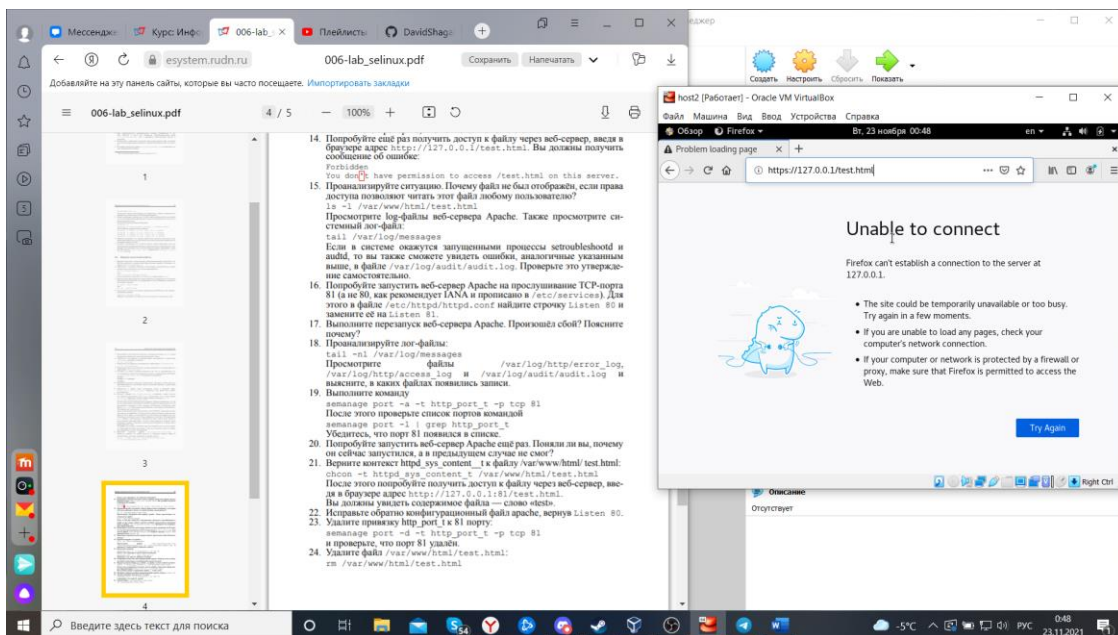 Мессендж
Курс: Инфо
006-lab_s
Плейлисты
DavidShaga
esystem.rudn.ru
006-lab_selinux.pdf
Сохранить
Напечатать
Добавляйте на эту панель сайты, которые вы часто посещаете. Импортировать закладки
006-lab_selinux.pdf
4 / 5
100%
1
2
3
4
14. Попробуйте ещё раз получить доступ к файлу через веб-сервер, введя в
браузере адрес http://127.0.0.1/test.html. Вы должны получить
сообщение об ошибке:
Forbidden
You don't have permission to access /test.html on this server.
15. Проанализируйте ситуацию. Почему файл не был отображён, если права
доступа позволяют читать этот файл любому пользователю?
ls -l /var/www/html/test.html
Просмотрите log-файлы веб-сервера Apache. Также просмотрите си-
стемный лог-файл:
tail /var/log/messages
Если в системе окажутся запущенными процессы setroubleshootd и
audtd, то вы также сможете увидеть ошибки, аналогичные указанным
выше, в файле /var/log/audit/audit.log. Проверьте это утвержде-
ние самостоятельно.
16. Попробуйте запустить веб-сервер Apache на прослушивание TCP-порта
81 (а не 80, как рекомендует IANA и прописано в /etc/services). Для
этого в файле /etc/httpd/httpd.conf найдите строчку Listen 80 и
замените её на Listen 81.
17. Выполните перезапуск веб-сервера Apache. Произошёл сбой? Поясните
почему?
18. Проанализируйте лог-файлы:
tail -nl /var/log/messages
Просмотрите файлы /var/log/http/error_log,
/var/log/http/access_log и /var/log/audit/audit.log и
выясните, в каких файлах появились записи.
19. Выполните команду
semanage port -a -t http_port_t -p tcp 81
После этого проверьте список портов командой
semanage port -l | grep http_port_t
Убедитесь, что порт 81 появился в списке.
20. Попробуйте запустить веб-сервер Apache ещё раз. Поняли ли вы, почему
он сейчас запустился, а в предыдущем случае не смог?
21. Верните контекст httpd_sys_content__t к файлу /var/www/html/ test.html:
chcon -t httpd_sys_content_t /var/www/html/test.html
После этого попробуйте получить доступ к файлу через веб-сервер, вве-
дя в браузере адрес http://127.0.0.1:81/test.html.
Вы должны увидеть содержимое файла — слово «test».
22. Исправьте обратно конфигурационный файл apache, вернув Listen 80.
23. Удалите привязку http_port_t к 81 порту:
semanage port -d -t http_port_t -p tcp 81
и проверьте, что порт 81 удалён.
24. Удалите файл /var/www/html/test.html:
rm /var/www/html/test.html
еджер
Создать
Настроить
Сбросить
Показать
host2 [Работает] - Oracle VM VirtualBox
Файл Машина Вид Ввод Устройства Справка
Обзор
Firefox
Вт, 23 ноября 00:48
en
Problem loading page
https://127.0.0.1/test.html
Unable to connect
Firefox can't establish a connection to the server at
127.0.0.1.
The site could be temporarily unavailable or too busy.
Try again in a few moments.
If you are unable to load any pages, check your
computer's network connection.
If your computer or network is protected by a firewall or
proxy, make sure that Firefox is permitted to access the
Web.
Try Again
Right Ctrl
Описание
Отсутствует
Введите здесь текст для поиска
54
-5°C
РУС
0:48
23.11.2021